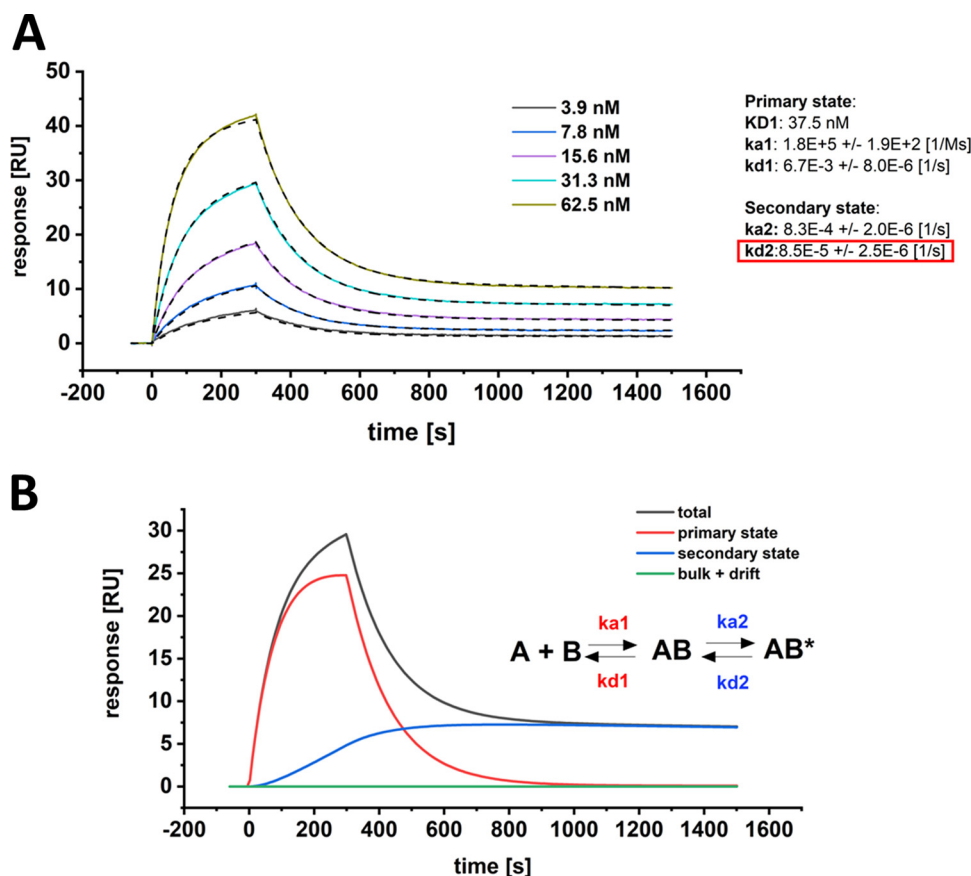 A
50
40
30
20
10
0
response [RU]
-200 0 200 400 600 800 1000 1200 1400 1600
time [s]
3.9 nM
7.8 nM
15.6 nM
31.3 nM
62.5 nM
Primary state:
KD1: 37.5 nM
ka1: 1.8E+5 +/- 1.9E+2 [1/Ms]
kd1: 6.7E-3 +/- 8.0E-6 [1/s]
Secondary state:
ka2: 8.3E-4 +/- 2.0E-6 [1/s]
kd2:8.5E-5 +/- 2.5E-6 [1/s]
B
30
25
20
15
10
5
0
response [RU]
-200 0 200 400 600 800 1000 1200 1400 1600
time [s]
total
primary state
secondary state
bulk + drift
ka1 ka2
A + B AB AB*
kd1 kd2